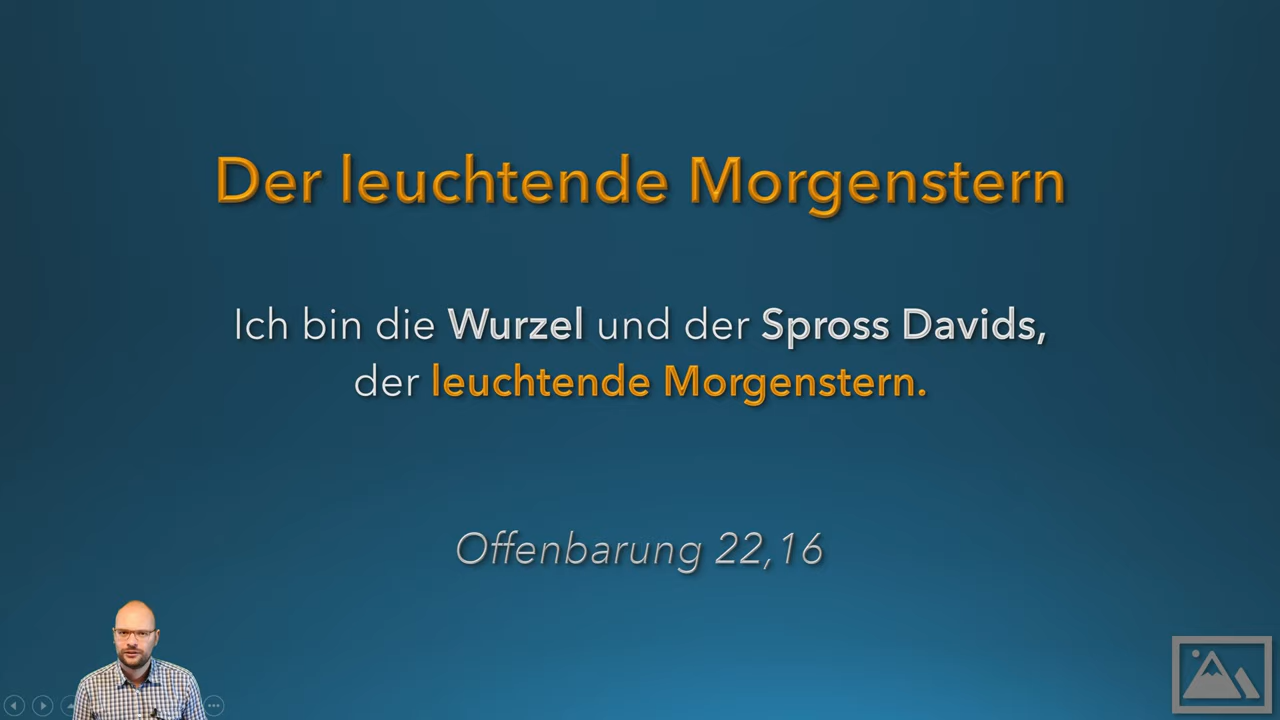 Der leuchtende Morgenstern
Ich bin die Wurzel und der Spross Davids,
der leuchtende Morgenstern.
Offenbarung 22,16